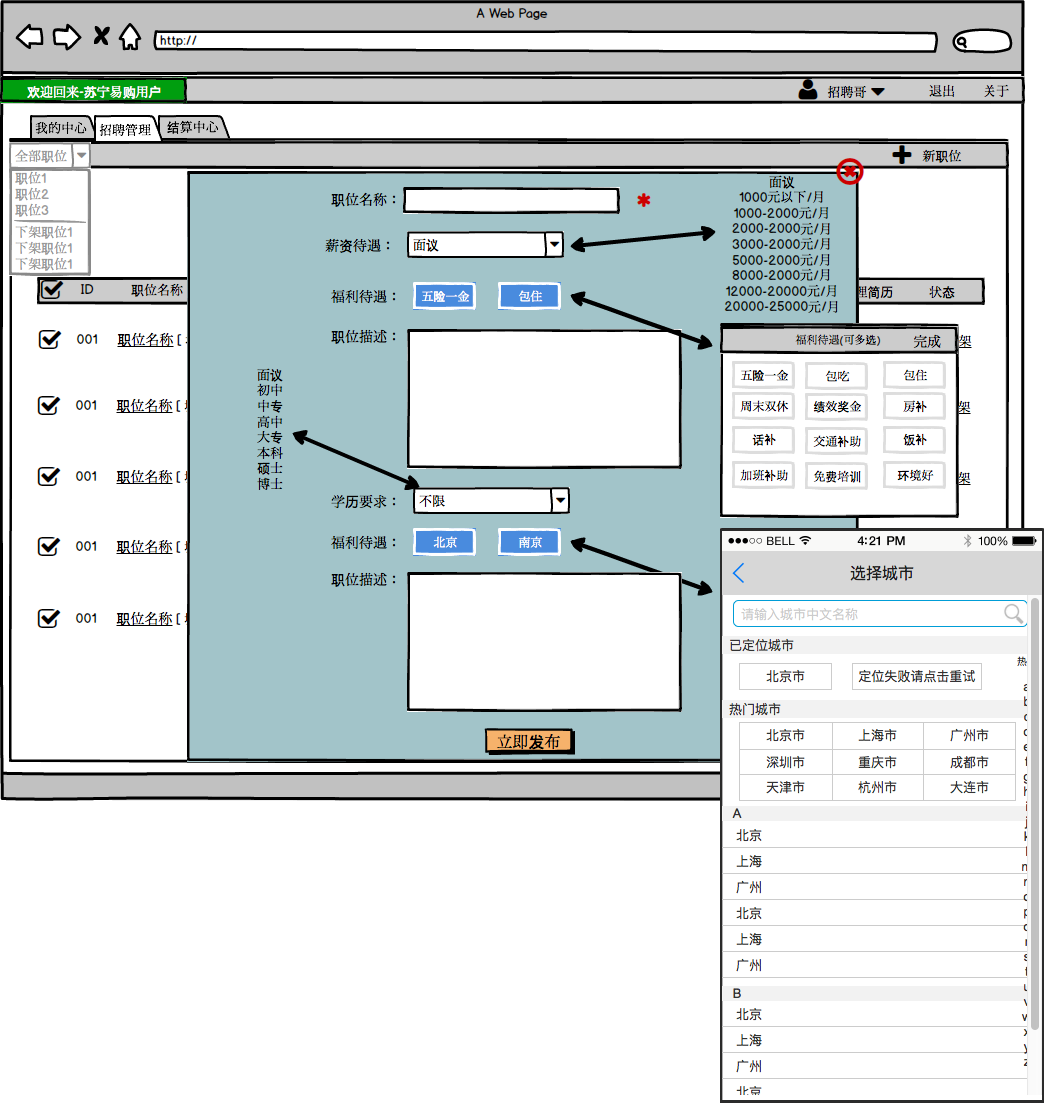 A Web Page
http://
欢迎回来-苏宁易购用户
招聘哥
退出
关于
我的中心
招聘管理
结算中心
全部职位
新职位
职位1
职位2
职位3
下架职位1
下架职位1
下架职位1
ID
职位名称
理简历
状态
001
职位名称 [
架
001
职位名称 [
架
001
职位名称 [
架
001
职位名称 [
001
职位名称 [
职位名称：
薪资待遇：
面议
福利待遇：
五险一金
包住
职位描述：
面议
初中
中专
高中
大专
本科
硕士
博士
学历要求：
不限
福利待遇：
北京
南京
职位描述：
立即发布
面议
1000元以下/月
1000-2000元/月
2000-2000元/月
3000-2000元/月
5000-2000元/月
8000-2000元/月
12000-20000元/月
20000-25000元/月
福利待遇(可多选)
完成
五险一金
包吃
包住
周末双休
绩效奖金
房补
话补
交通补助
饭补
加班补助
免费培训
环境好
BELL
4:21 PM
100%
选择城市
请输入城市中文名称
已定位城市
北京市
定位失败请点击重试
热门城市
北京市
上海市
广州市
深圳市
重庆市
成都市
天津市
杭州市
大连市
A
北京
上海
广州
北京
上海
广州
B
北京
上海
广州
北京
热